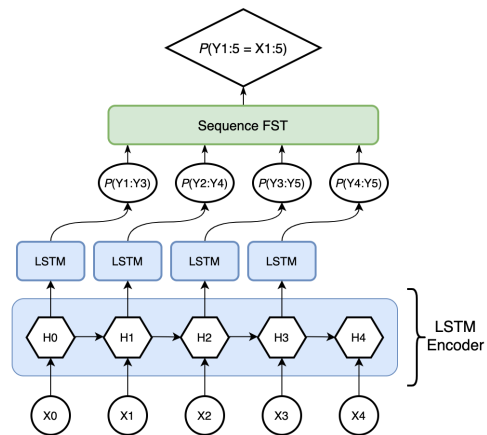 P(Y1:5 = X1:5)
Sequence FST
P(Y1:Y3) P(Y2:Y4) P(Y3:Y5) P(Y4:Y5)
LSTM LSTM LSTM LSTM
H0 H1 H2 H3 H4
LSTM
Encoder
X0 X1 X2 X3 X4